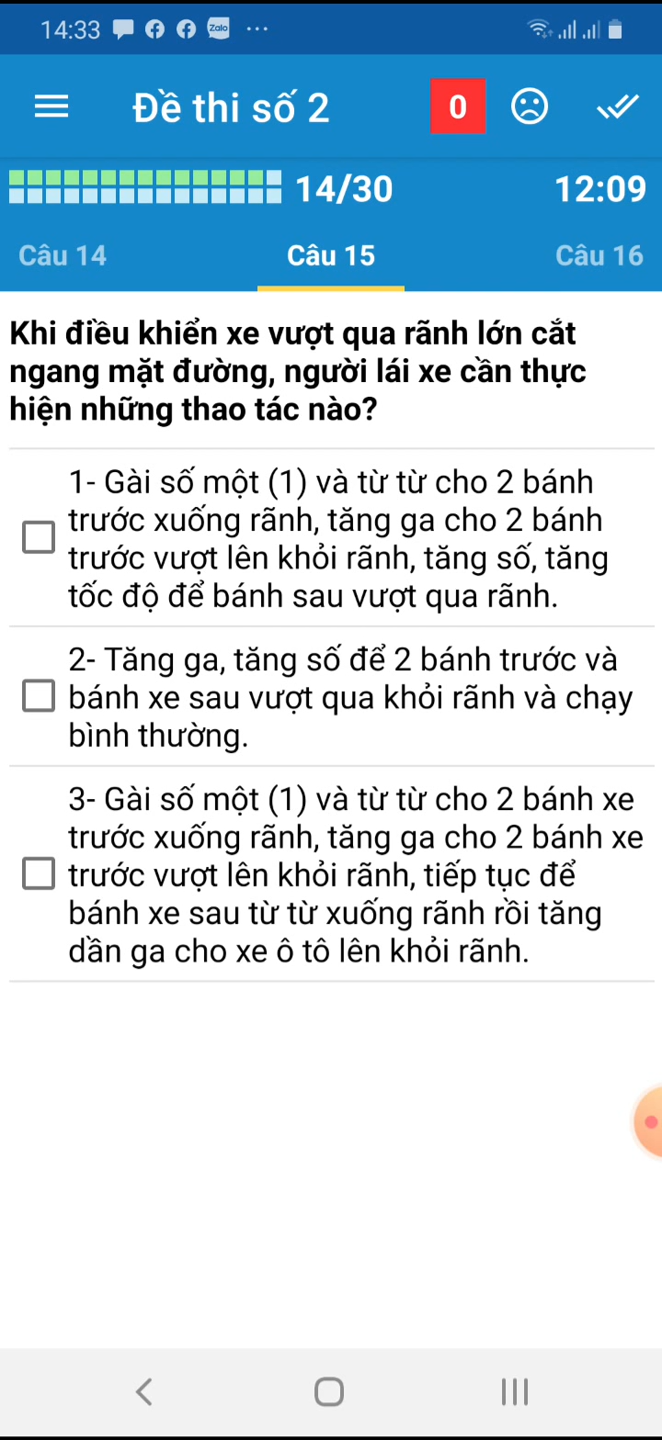 14:33 Zalo ...
Đề thi số 2 0
14/30 12:09
Câu 14 Câu 15 Câu 16
Khi điều khiển xe vượt qua rãnh lớn cắt
ngang mặt đường, người lái xe cần thực
hiện những thao tác nào?
1- Gài số một (1) và từ từ cho 2 bánh
trước xuống rãnh, tăng ga cho 2 bánh
trước vượt lên khỏi rãnh, tăng số, tăng
tốc độ để bánh sau vượt qua rãnh.
2- Tăng ga, tăng số để 2 bánh trước và
bánh xe sau vượt qua khỏi rãnh và chạy
bình thường.
3- Gài số một (1) và từ từ cho 2 bánh xe
trước xuống rãnh, tăng ga cho 2 bánh xe
trước vượt lên khỏi rãnh, tiếp tục để
bánh xe sau từ từ xuống rãnh rồi tăng
dần ga cho xe ô tô lên khỏi rãnh.